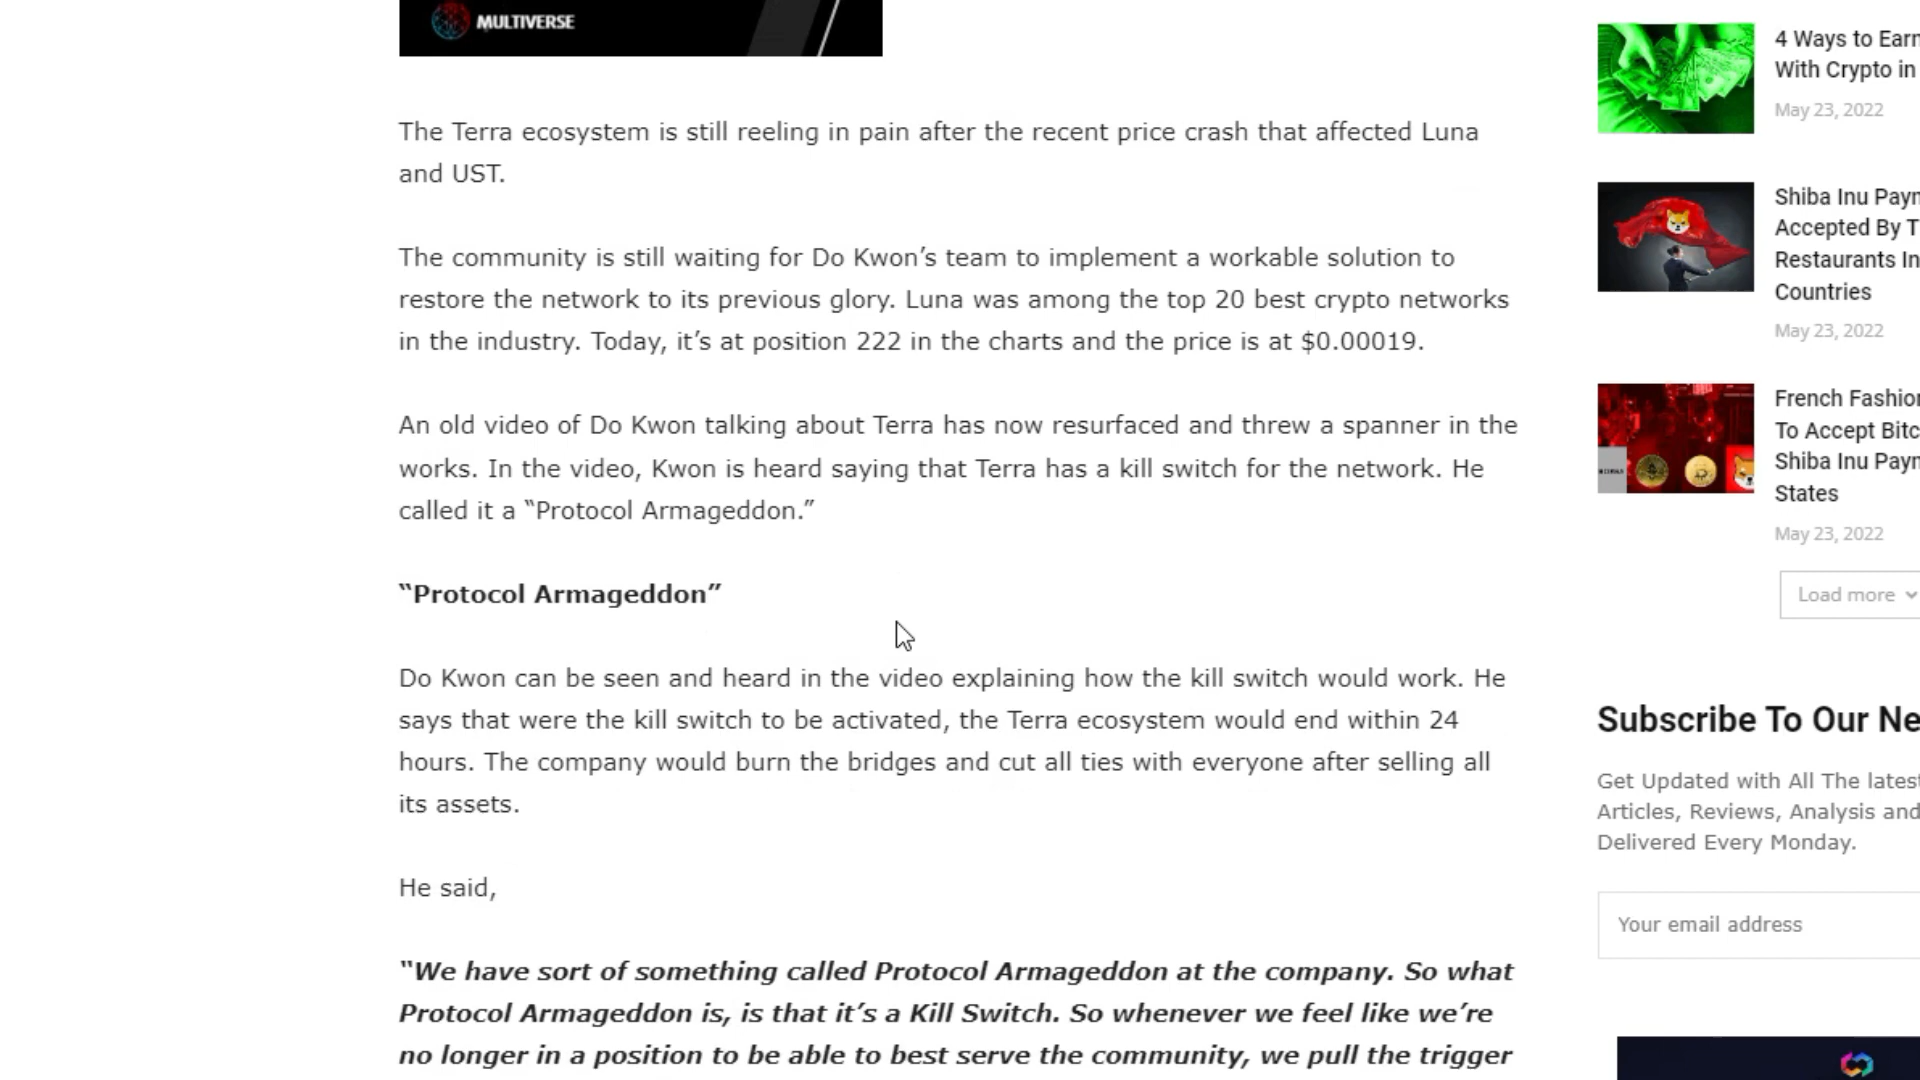 MULTIVERSE
The Terra ecosystem is still reeling in pain after the recent price crash that affected Luna
and UST.
The community is still waiting for Do Kwon’s team to implement a workable solution to
restore the network to its previous glory. Luna was among the top 20 best crypto networks
in the industry. Today, it’s at position 222 in the charts and the price is at $0.00019.
An old video of Do Kwon talking about Terra has now resurfaced and threw a spanner in the
works. In the video, Kwon is heard saying that Terra has a kill switch for the network. He
called it a “Protocol Armageddon.”
“Protocol Armageddon”
Do Kwon can be seen and heard in the video explaining how the kill switch would work. He
says that were the kill switch to be activated, the Terra ecosystem would end within 24
hours. The company would burn the bridges and cut all ties with everyone after selling all
its assets.
He said,
“We have sort of something called Protocol Armageddon at the company. So what
Protocol Armageddon is, is that it’s a Kill Switch. So whenever we feel like we’re
no longer in a position to be able to best serve the community, we pull the trigger
4 Ways to Earn
With Crypto in
May 23, 2022
Shiba Inu Paym
Accepted By T
Restaurants In
Countries
May 23, 2022
French Fashion
To Accept Bitc
Shiba Inu Paym
States
May 23, 2022
Load more
Subscribe To Our Ne
Get Updated with All The latest
Articles, Reviews, Analysis and
Delivered Every Monday.
Your email address